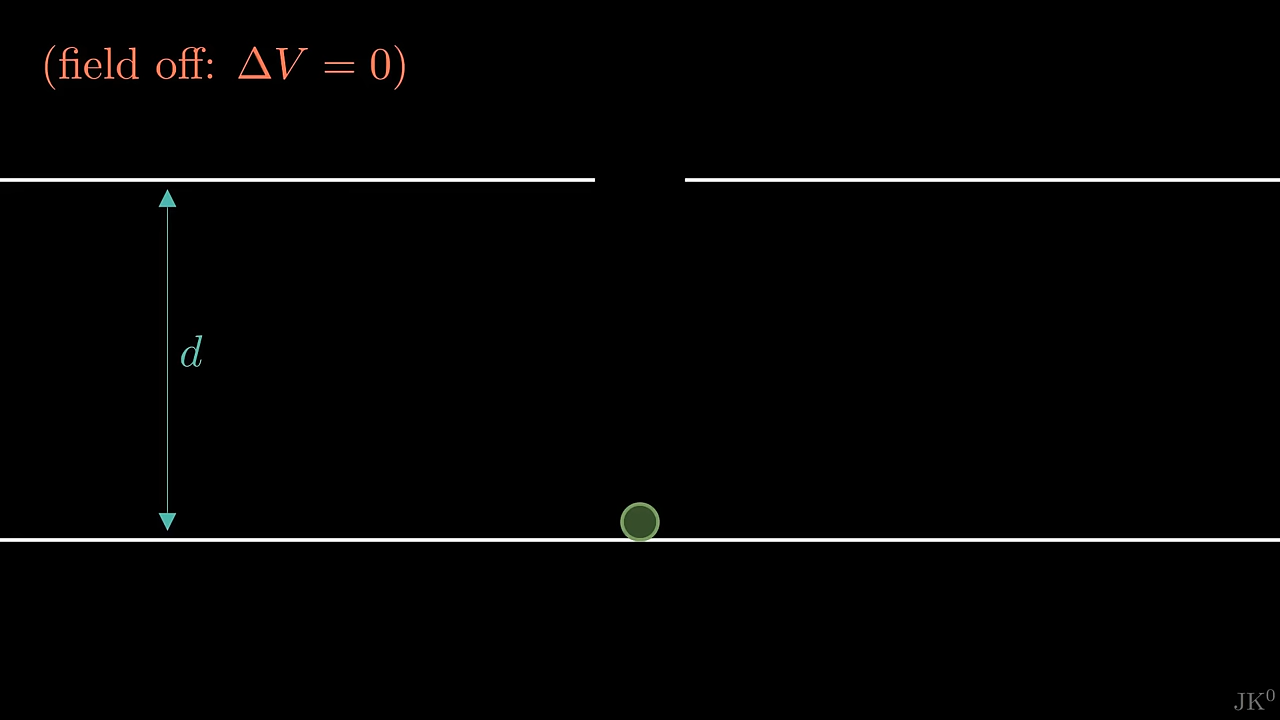 (field off: ΔV = 0)
d
JK⁰